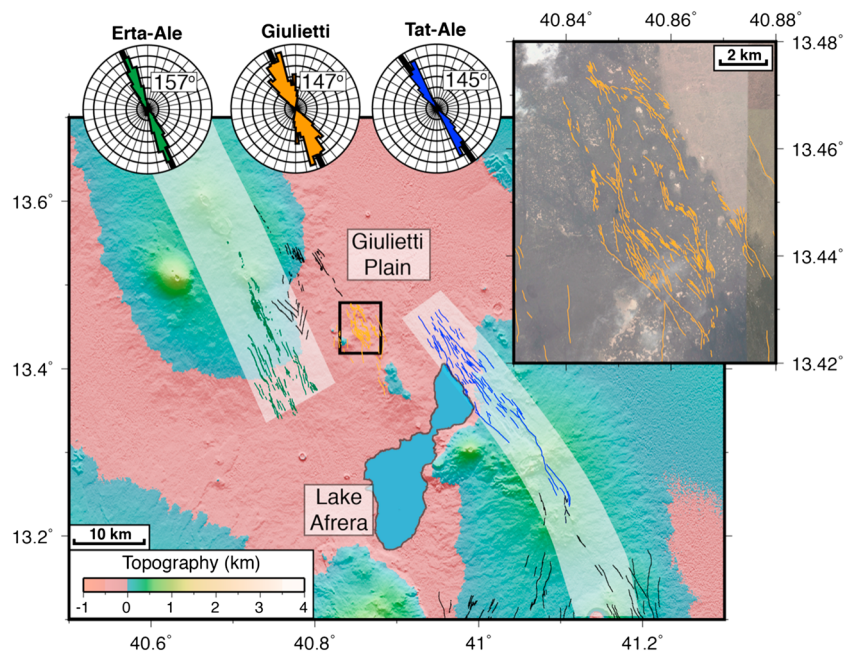 Erta-Ale
Giulietti
Tat-Ale
157°
147°
145°
40.84°
40.86°
40.88°
2 km
13.48°
13.46°
13.44°
13.42°
13.6°
13.4°
13.2°
Giulietti
Plain
Lake
Afrera
10 km
Topography (km)
-1
0
1
2
3
4
40.6°
40.8°
41°
41.2°